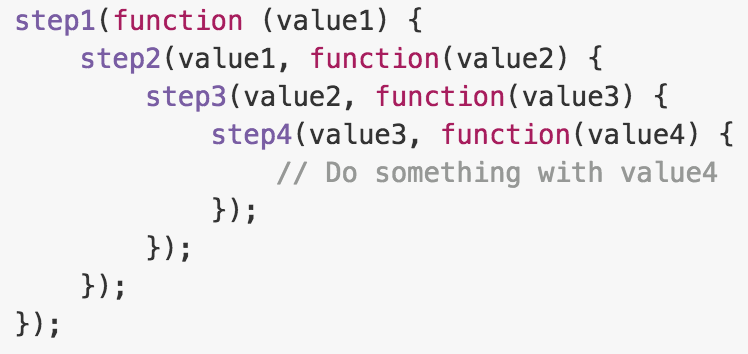 step1(function (value1) {
    step2(value1, function(value2) {
        step3(value2, function(value3) {
            step4(value3, function(value4) {
                // Do something with value4
            });
        });
    });
});